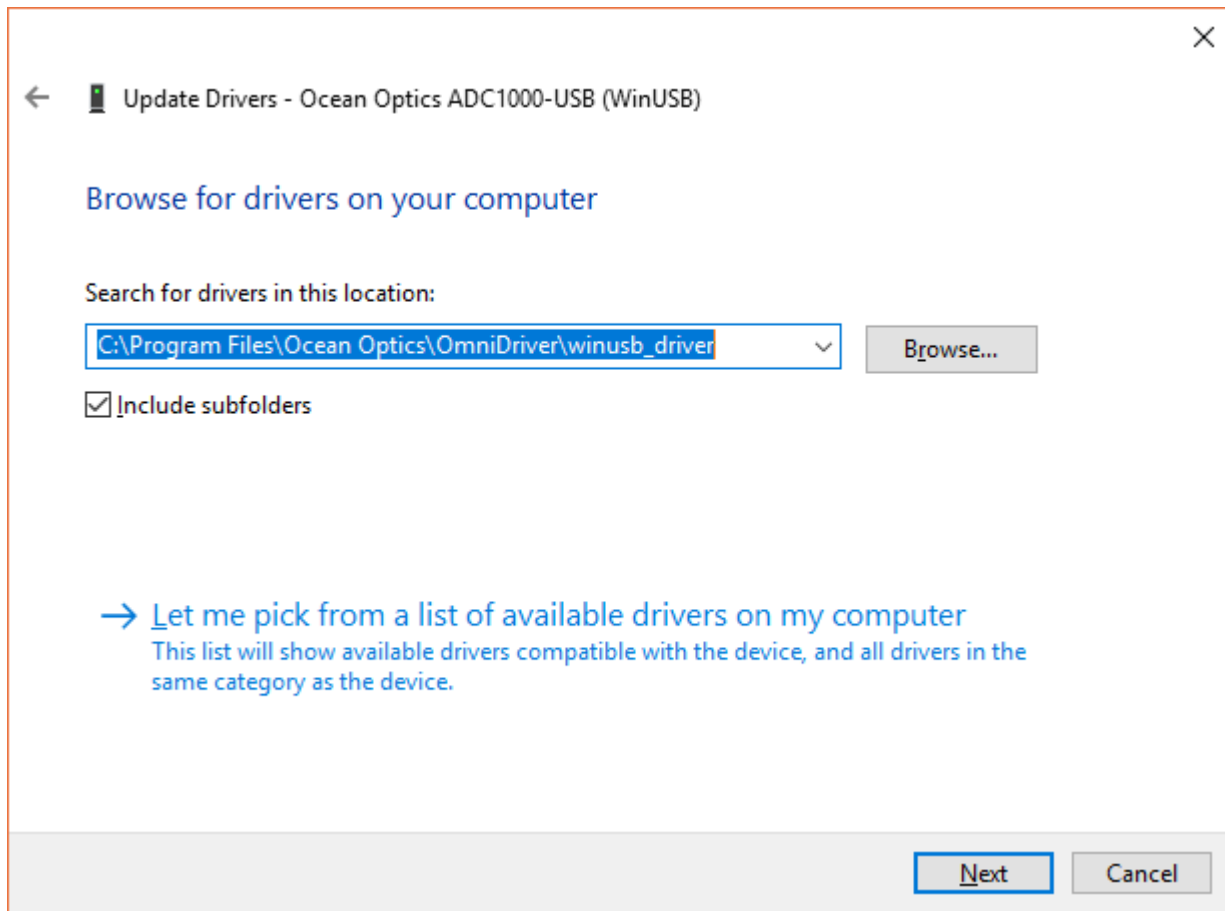 Update Drivers - Ocean Optics ADC1000-USB (WinUSB)
Browse for drivers on your computer
Search for drivers in this location:
C:\Program Files\Ocean Optics\OmniDriver\winusb_driver
Browse...
Include subfolders
Let me pick from a list of available drivers on my computer
This list will show available drivers compatible with the device, and all drivers in the
same category as the device.
Next
Cancel